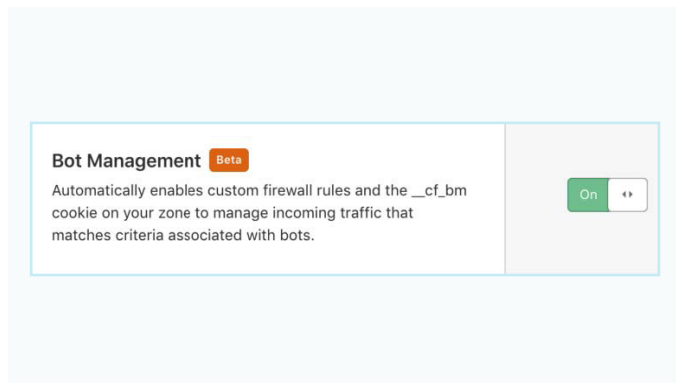 Bot Management Beta
Automatically enables custom firewall rules and the __cf_bm
cookie on your zone to manage incoming traffic that
matches criteria associated with bots.
On